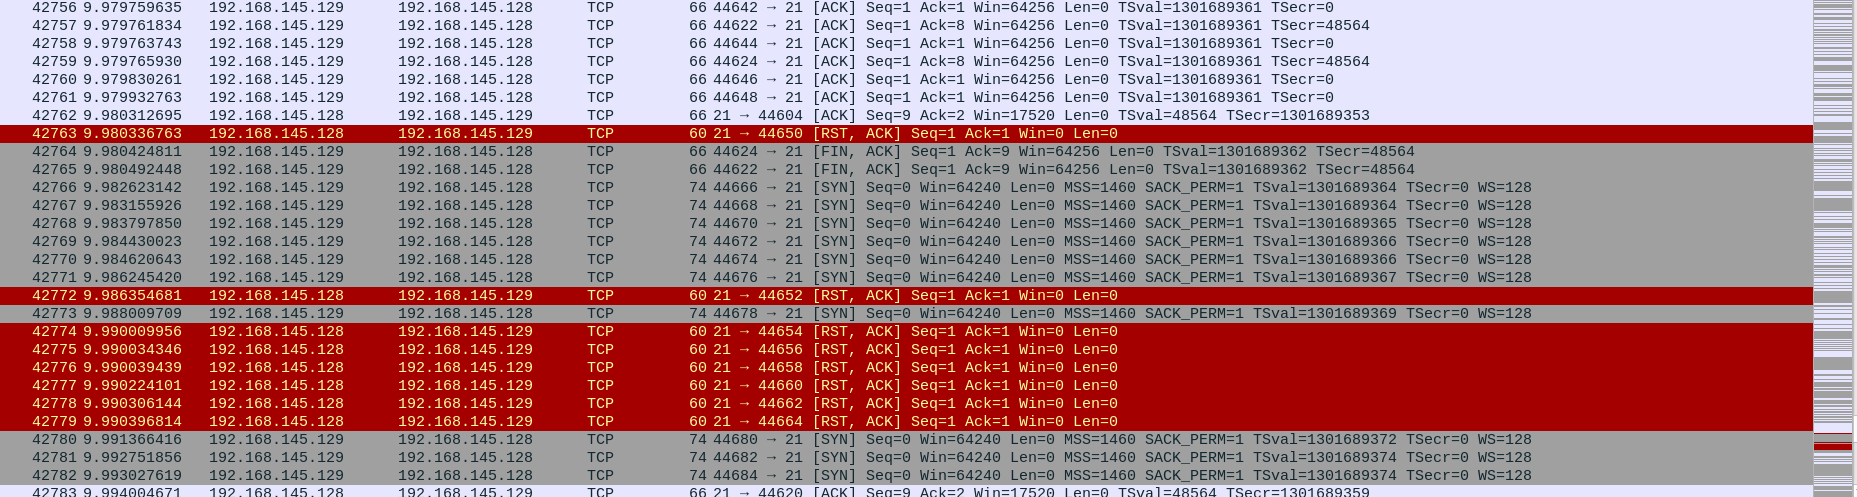 42756 9.979759635 192.168.145.129 192.168.145.128 TCP 66 44642 → 21 [ACK] Seq=1 Ack=1 Win=64256 Len=0 TSval=1301689361 TSecr=0
42757 9.979761834 192.168.145.129 192.168.145.128 TCP 66 44622 → 21 [ACK] Seq=1 Ack=8 Win=64256 Len=0 TSval=1301689361 TSecr=48564
42758 9.979763743 192.168.145.129 192.168.145.128 TCP 66 44644 → 21 [ACK] Seq=1 Ack=1 Win=64256 Len=0 TSval=1301689361 TSecr=0
42759 9.979765930 192.168.145.129 192.168.145.128 TCP 66 44624 → 21 [ACK] Seq=1 Ack=8 Win=64256 Len=0 TSval=1301689361 TSecr=48564
42760 9.979830261 192.168.145.129 192.168.145.128 TCP 66 44646 → 21 [ACK] Seq=1 Ack=1 Win=64256 Len=0 TSval=1301689361 TSecr=0
42761 9.979932763 192.168.145.129 192.168.145.128 TCP 66 44648 → 21 [ACK] Seq=1 Ack=1 Win=64256 Len=0 TSval=1301689361 TSecr=0
42762 9.980312695 192.168.145.128 192.168.145.129 TCP 66 21 → 44604 [ACK] Seq=9 Ack=2 Win=17520 Len=0 TSval=48564 TSecr=1301689353
42763 9.980336763 192.168.145.128 192.168.145.129 TCP 60 21 → 44650 [RST, ACK] Seq=1 Ack=1 Win=0 Len=0
42764 9.980424811 192.168.145.129 192.168.145.128 TCP 66 44624 → 21 [FIN, ACK] Seq=1 Ack=9 Win=64256 Len=0 TSval=1301689362 TSecr=48564
42765 9.980492448 192.168.145.129 192.168.145.128 TCP 66 44622 → 21 [FIN, ACK] Seq=1 Ack=9 Win=64256 Len=0 TSval=1301689362 TSecr=48564
42766 9.982623142 192.168.145.129 192.168.145.128 TCP 74 44666 → 21 [SYN] Seq=0 Win=64240 Len=0 MSS=1460 SACK_PERM=1 TSval=1301689364 TSecr=0 WS=128
42767 9.983155926 192.168.145.129 192.168.145.128 TCP 74 44668 → 21 [SYN] Seq=0 Win=64240 Len=0 MSS=1460 SACK_PERM=1 TSval=1301689364 TSecr=0 WS=128
42768 9.983797850 192.168.145.129 192.168.145.128 TCP 74 44670 → 21 [SYN] Seq=0 Win=64240 Len=0 MSS=1460 SACK_PERM=1 TSval=1301689365 TSecr=0 WS=128
42769 9.984430023 192.168.145.129 192.168.145.128 TCP 74 44672 → 21 [SYN] Seq=0 Win=64240 Len=0 MSS=1460 SACK_PERM=1 TSval=1301689366 TSecr=0 WS=128
42770 9.984620643 192.168.145.129 192.168.145.128 TCP 74 44674 → 21 [SYN] Seq=0 Win=64240 Len=0 MSS=1460 SACK_PERM=1 TSval=1301689366 TSecr=0 WS=128
42771 9.986245420 192.168.145.129 192.168.145.128 TCP 74 44676 → 21 [SYN] Seq=0 Win=64240 Len=0 MSS=1460 SACK_PERM=1 TSval=1301689367 TSecr=0 WS=128
42772 9.986354681 192.168.145.128 192.168.145.129 TCP 60 21 → 44652 [RST, ACK] Seq=1 Ack=1 Win=0 Len=0
42773 9.988009709 192.168.145.129 192.168.145.128 TCP 74 44678 → 21 [SYN] Seq=0 Win=64240 Len=0 MSS=1460 SACK_PERM=1 TSval=1301689369 TSecr=0 WS=128
42774 9.990009956 192.168.145.128 192.168.145.129 TCP 60 21 → 44654 [RST, ACK] Seq=1 Ack=1 Win=0 Len=0
42775 9.990034346 192.168.145.128 192.168.145.129 TCP 60 21 → 44656 [RST, ACK] Seq=1 Ack=1 Win=0 Len=0
42776 9.990039439 192.168.145.128 192.168.145.129 TCP 60 21 → 44658 [RST, ACK] Seq=1 Ack=1 Win=0 Len=0
42777 9.990224101 192.168.145.128 192.168.145.129 TCP 60 21 → 44660 [RST, ACK] Seq=1 Ack=1 Win=0 Len=0
42778 9.990306144 192.168.145.128 192.168.145.129 TCP 60 21 → 44662 [RST, ACK] Seq=1 Ack=1 Win=0 Len=0
42779 9.990396814 192.168.145.128 192.168.145.129 TCP 60 21 → 44664 [RST, ACK] Seq=1 Ack=1 Win=0 Len=0
42780 9.991366416 192.168.145.129 192.168.145.128 TCP 74 44680 → 21 [SYN] Seq=0 Win=64240 Len=0 MSS=1460 SACK_PERM=1 TSval=1301689372 TSecr=0 WS=128
42781 9.992751856 192.168.145.129 192.168.145.128 TCP 74 44682 → 21 [SYN] Seq=0 Win=64240 Len=0 MSS=1460 SACK_PERM=1 TSval=1301689374 TSecr=0 WS=128
42782 9.993027619 192.168.145.129 192.168.145.128 TCP 74 44684 → 21 [SYN] Seq=0 Win=64240 Len=0 MSS=1460 SACK_PERM=1 TSval=1301689374 TSecr=0 WS=128
42783 9.994004671 192.168.145.128 192.168.145.129 TCP 66 21 → 44620 [ACK] Seq=9 Ack=2 Win=17520 Len=0 TSval=48564 TSecr=1301689359